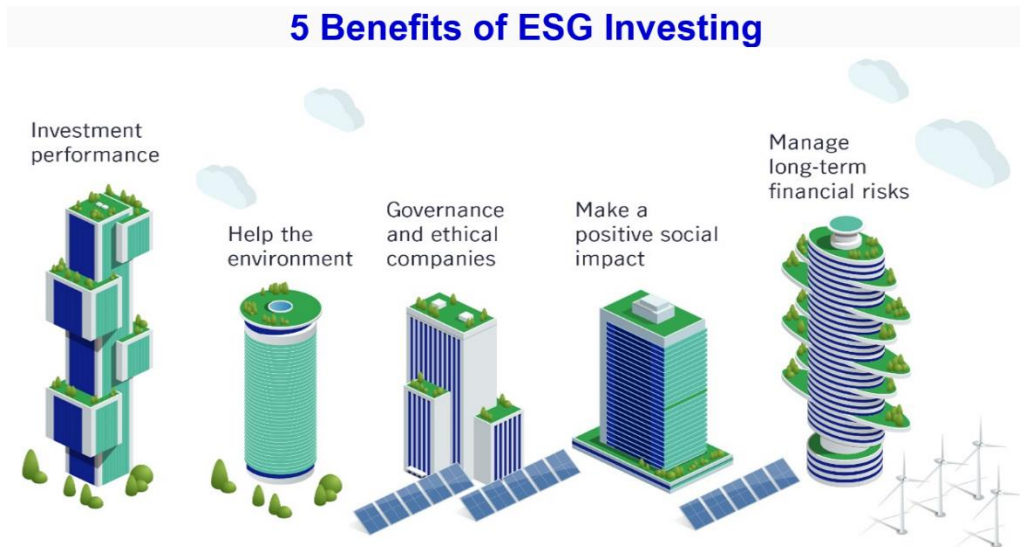 5 Benefits of ESG Investing
Investment
performance
Help the
environment
Governance
and ethical
companies
Make a
positive social
impact
Manage
long-term
financial risks